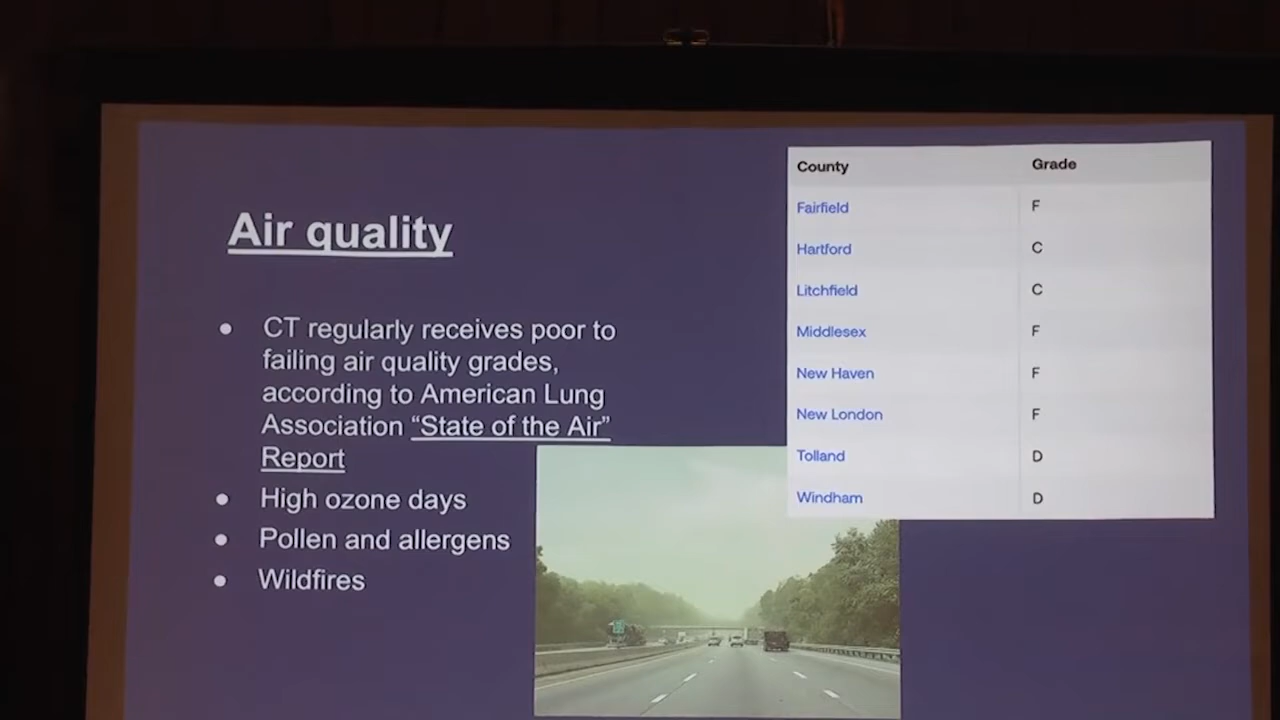 Air quality
● CT regularly receives poor to
failing air quality grades,
according to American Lung
Association “State of the Air”
Report
● High ozone days
● Pollen and allergens
● Wildfires
County Grade
Fairfield F
Hartford C
Litchfield C
Middlesex F
New Haven F
New London F
Tolland D
Windham D